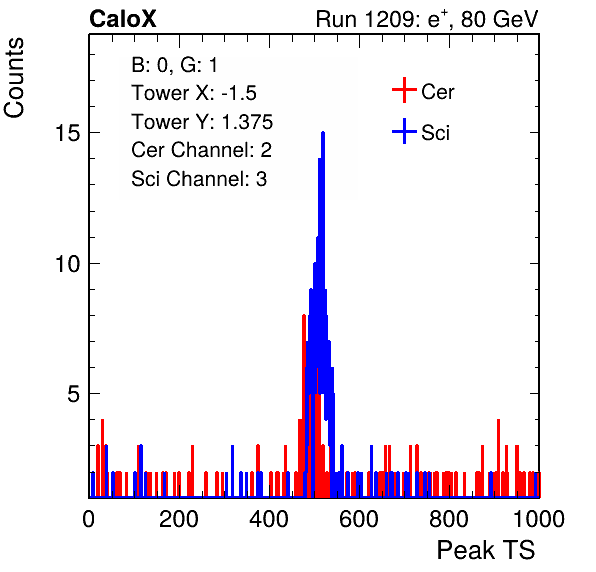 CaloX Run 1209: e⁺, 80 GeV
Counts
B: 0, G: 1
Tower X: -1.5
Tower Y: 1.375
Cer Channel: 2
Sci Channel: 3
Cer
Sci
15
10
5
0 200 400 600 800 1000
Peak TS